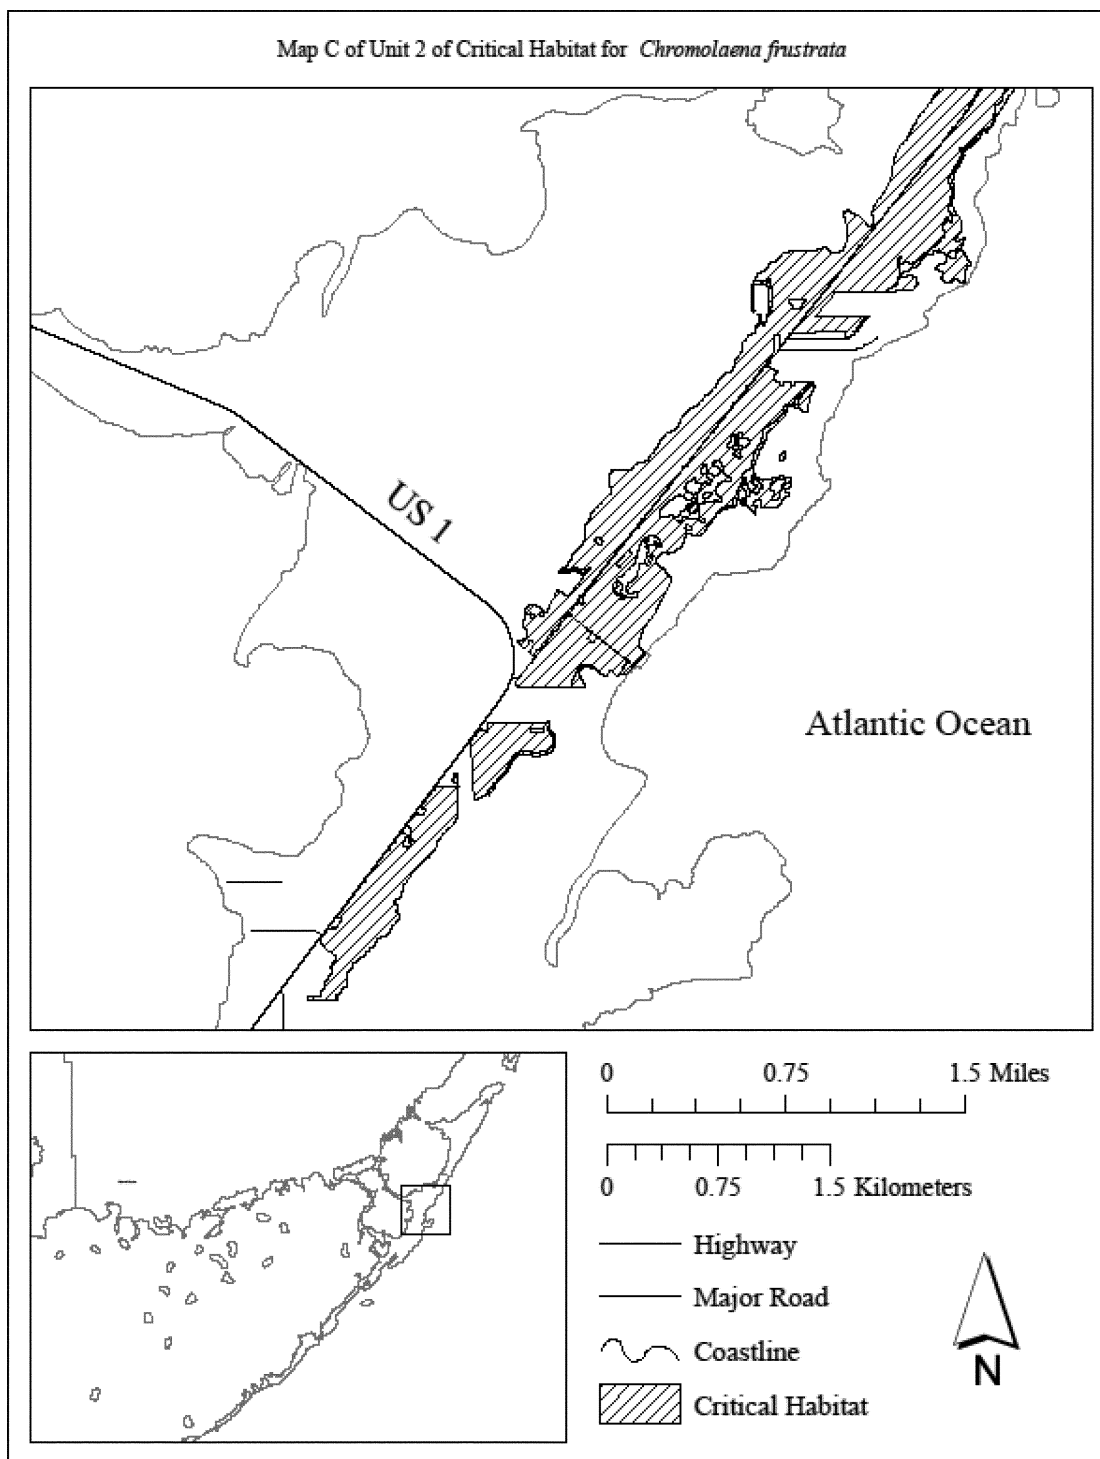 Map C of Unit 2 of Critical Habitat for Chromolaena frustrata
US 1
Atlantic Ocean
0 0.75 1.5 Miles
0 0.75 1.5 Kilometers
Highway
Major Road
Coastline
Critical Habitat
N